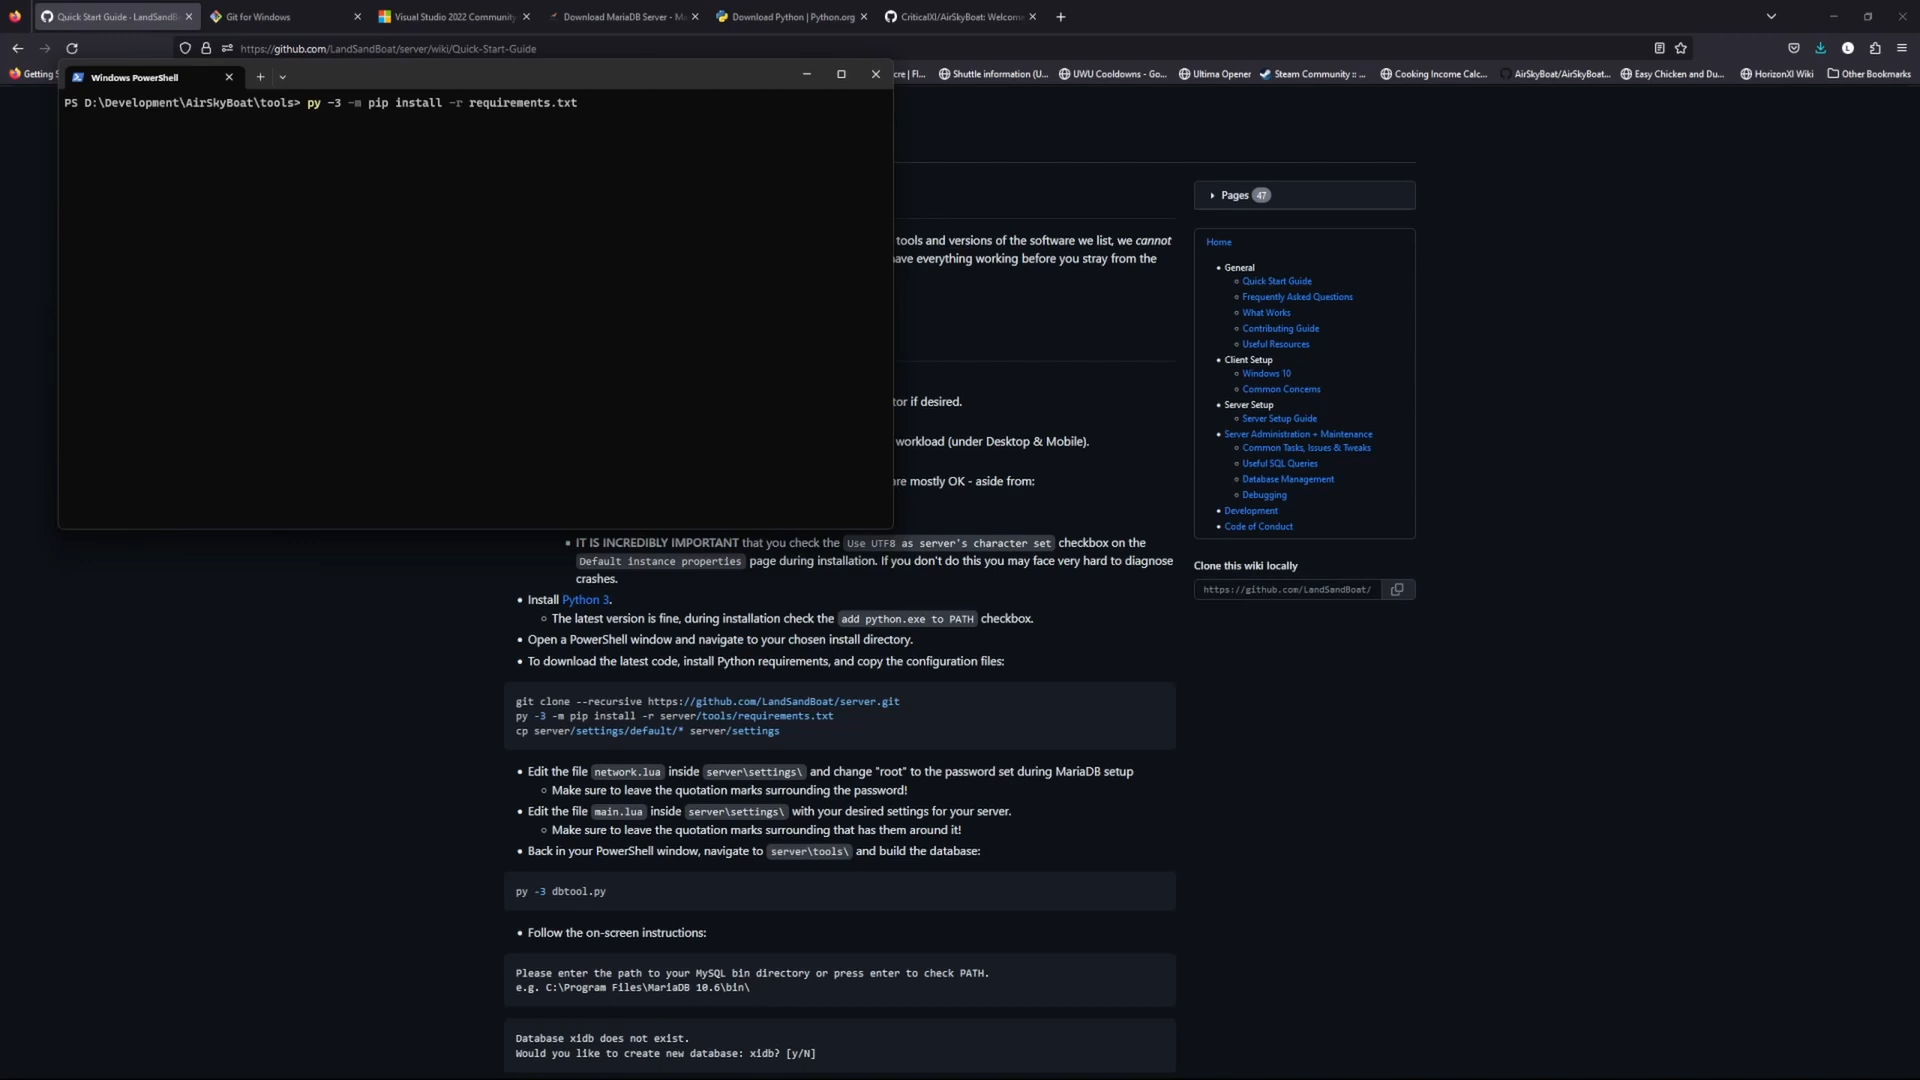 Quick Start Guide · LandSandB
Git for Windows
Visual Studio 2022 Community
Download MariaDB Server - Ma
Download Python | Python.org
CriticalXI/AirSkyBoat: Welcome
https://github.com/LandSandBoat/server/wiki/Quick-Start-Guide
Getting S
cre | Fl...
Shuttle information (U...
UWU Cooldowns - Go...
Ultima Opener
Steam Community :: ...
Cooking Income Calc...
AirSkyBoat/AirSkyBoat...
Easy Chicken and Du...
HorizonXI Wiki
Other Bookmarks
Windows PowerShell
PS D:\Development\AirSkyBoat\tools> py -3 -m pip install -r requirements.txt
tools and versions of the software we list, we cannot
ave everything working before you stray from the
tor if desired.
workload (under Desktop & Mobile).
are mostly OK - aside from:
IT IS INCREDIBLY IMPORTANT that you check the Use UTF8 as server's character set checkbox on the
Default instance properties page during installation. If you don't do this you may face very hard to diagnose
crashes.
Install Python 3.
The latest version is fine, during installation check the add python.exe to PATH checkbox.
Open a PowerShell window and navigate to your chosen install directory.
To download the latest code, install Python requirements, and copy the configuration files:
git clone --recursive https://github.com/LandSandBoat/server.git
py -3 -m pip install -r server/tools/requirements.txt
cp server/settings/default/* server/settings
Edit the file network.lua inside server\settings\ and change "root" to the password set during MariaDB setup
Make sure to leave the quotation marks surrounding the password!
Edit the file main.lua inside server\settings\ with your desired settings for your server.
Make sure to leave the quotation marks surrounding that has them around it!
Back in your PowerShell window, navigate to server\tools\ and build the database:
py -3 dbtool.py
Follow the on-screen instructions:
Please enter the path to your MySQL bin directory or press enter to check PATH.
e.g. C:\Program Files\MariaDB 10.6\bin\
Database xidb does not exist.
Would you like to create new database: xidb? [y/N]
Pages 47
Home
General
Quick Start Guide
Frequently Asked Questions
What Works
Contributing Guide
Useful Resources
Client Setup
Windows 10
Common Concerns
Server Setup
Server Setup Guide
Server Administration + Maintenance
Common Tasks, Issues & Tweaks
Useful SQL Queries
Database Management
Debugging
Development
Code of Conduct
Clone this wiki locally
https://github.com/LandSandBoat/